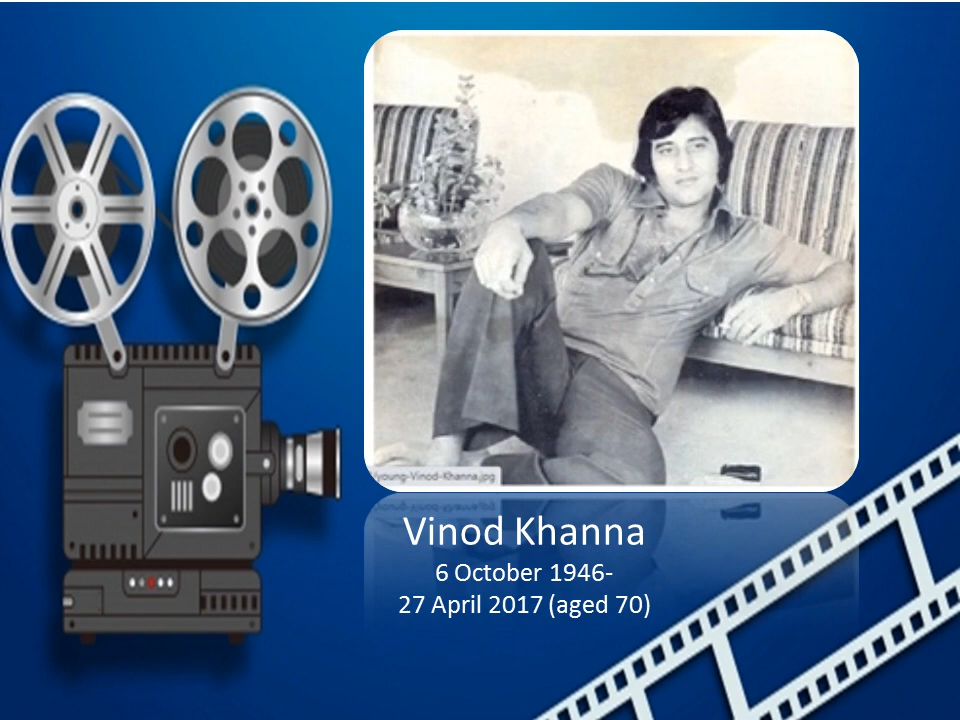 young-Vinod-Khanna.jpg
Vinod Khanna
6 October 1946-
27 April 2017 (aged 70)